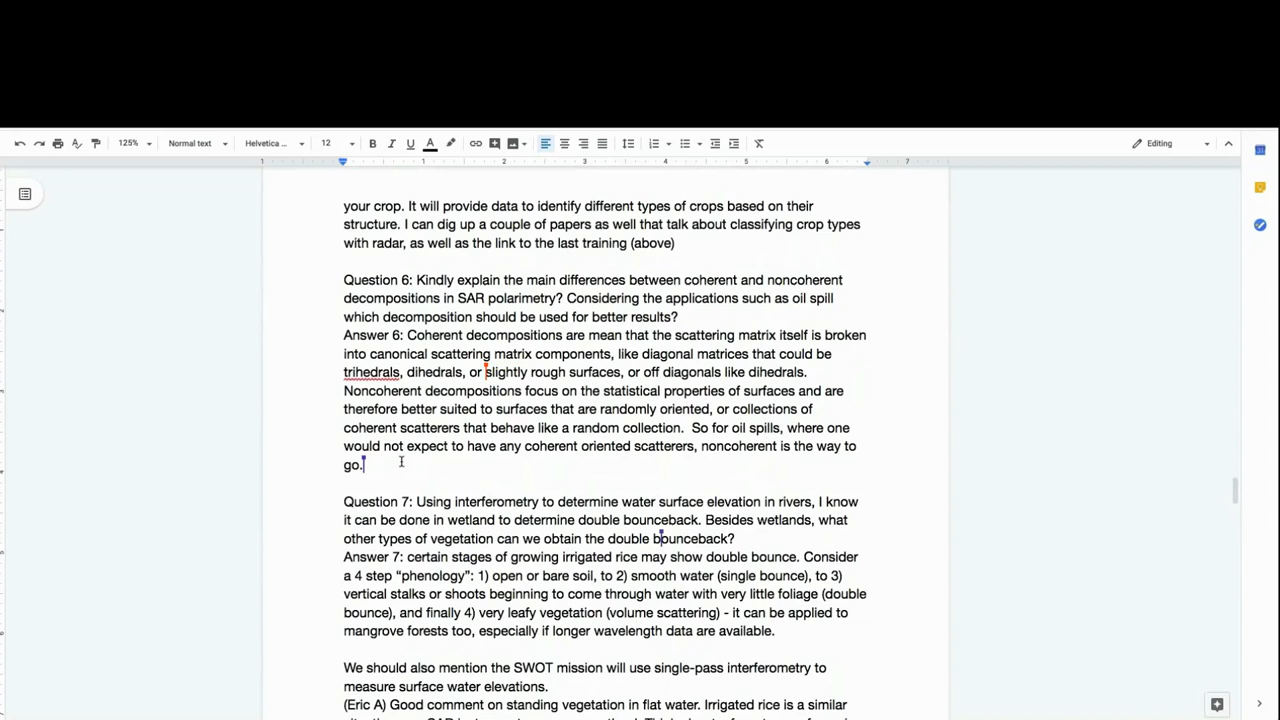 125%
Normal text
Helvetica ...
12
B I U A
Editing
1 1 2 3 4 5 6 7
your crop. It will provide data to identify different types of crops based on their
structure. I can dig up a couple of papers as well that talk about classifying crop types
with radar, as well as the link to the last training (above)
Question 6: Kindly explain the main differences between coherent and noncoherent
decompositions in SAR polarimetry? Considering the applications such as oil spill
which decomposition should be used for better results?
Answer 6: Coherent decompositions are mean that the scattering matrix itself is broken
into canonical scattering matrix components, like diagonal matrices that could be
trihedrals, dihedrals, or slightly rough surfaces, or off diagonals like dihedrals.
Noncoherent decompositions focus on the statistical properties of surfaces and are
therefore better suited to surfaces that are randomly oriented, or collections of
coherent scatterers that behave like a random collection.  So for oil spills, where one
would not expect to have any coherent oriented scatterers, noncoherent is the way to
go.
Question 7: Using interferometry to determine water surface elevation in rivers, I know
it can be done in wetland to determine double bounceback. Besides wetlands, what
other types of vegetation can we obtain the double bounceback?
Answer 7: certain stages of growing irrigated rice may show double bounce. Consider
a 4 step “phenology”: 1) open or bare soil, to 2) smooth water (single bounce), to 3)
vertical stalks or shoots beginning to come through water with very little foliage (double
bounce), and finally 4) very leafy vegetation (volume scattering) - it can be applied to
mangrove forests too, especially if longer wavelength data are available.
We should also mention the SWOT mission will use single-pass interferometry to
measure surface water elevations.
(Eric A) Good comment on standing vegetation in flat water. Irrigated rice is a similar